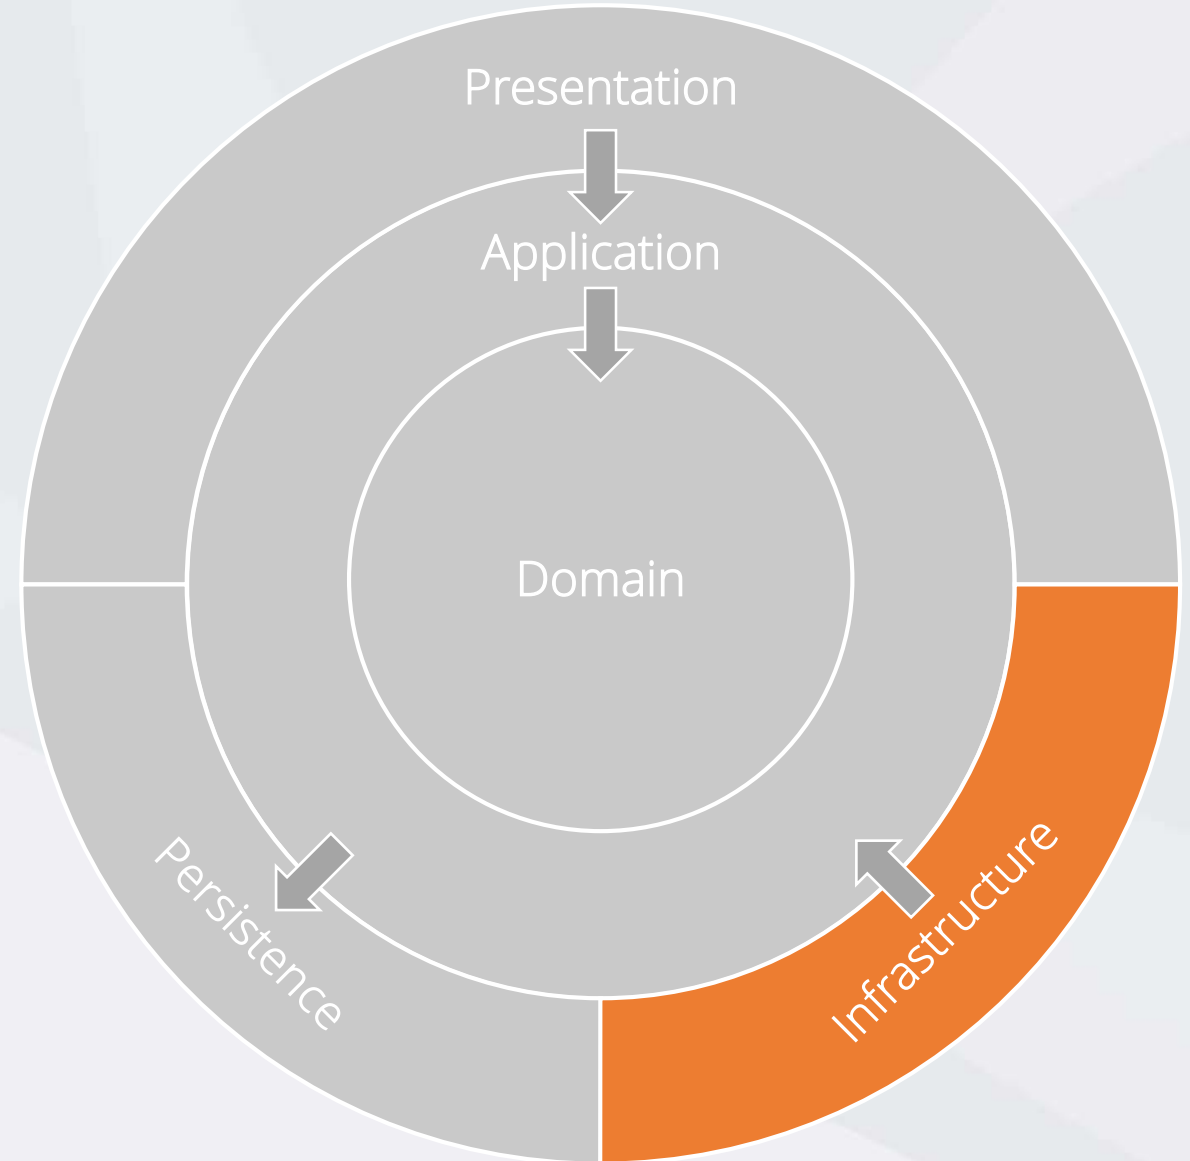 Presentation
Application
Domain
Persistence
Infrastructure